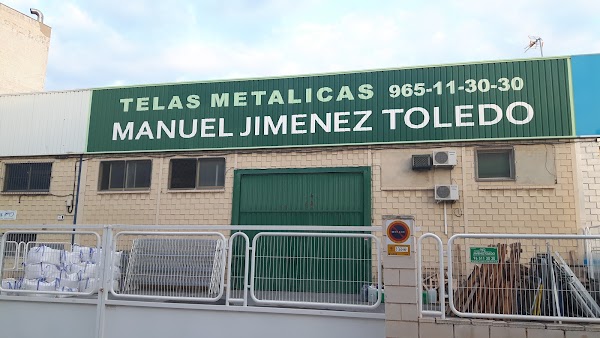 TELAS METALICAS 965-11-30-30
MANUEL JIMENEZ TOLEDO